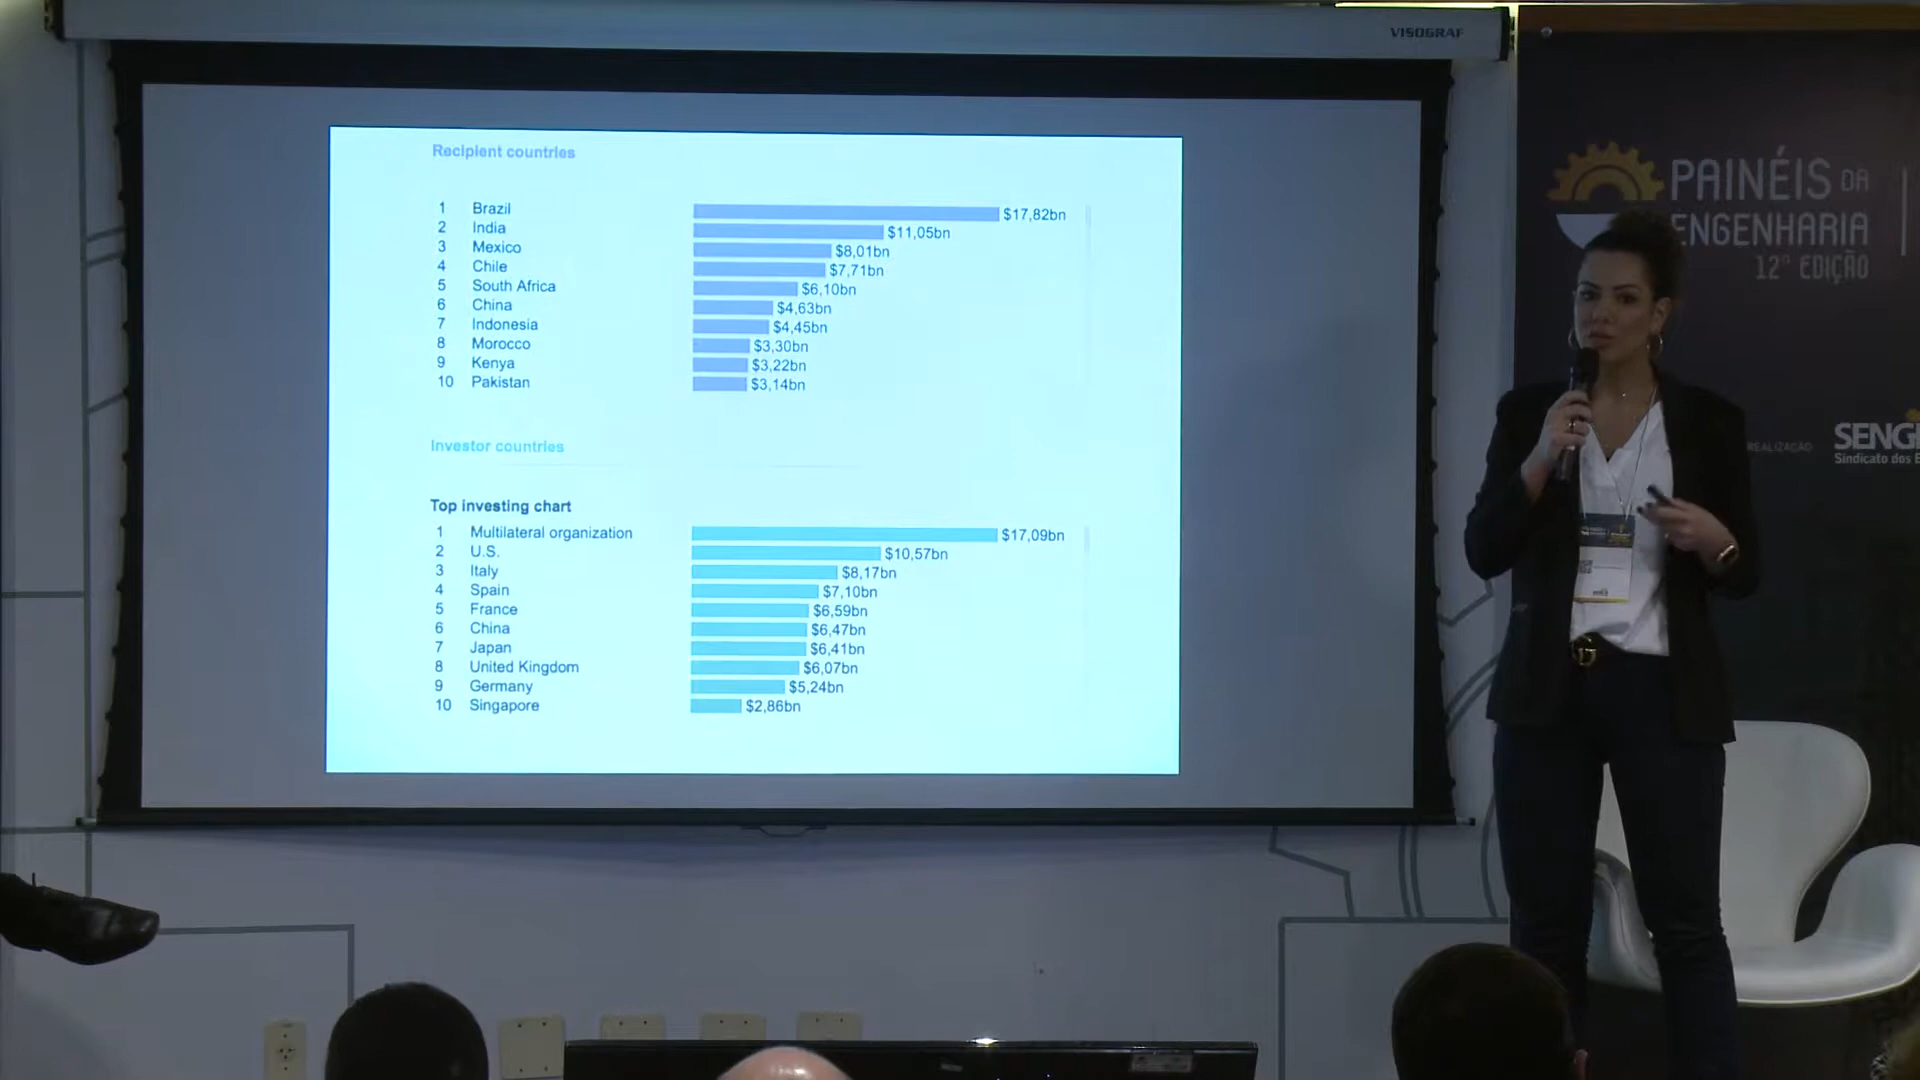 VISOGRAF
Recipient countries
1 Brazil $17,82bn
2 India $11,05bn
3 Mexico $8,01bn
4 Chile $7,71bn
5 South Africa $6,10bn
6 China $4,63bn
7 Indonesia $4,45bn
8 Morocco $3,30bn
9 Kenya $3,22bn
10 Pakistan $3,14bn
Investor countries
Top investing chart
1 Multilateral organization $17,09bn
2 U.S. $10,57bn
3 Italy $8,17bn
4 Spain $7,10bn
5 France $6,59bn
6 China $6,47bn
7 Japan $6,41bn
8 United Kingdom $6,07bn
9 Germany $5,24bn
10 Singapore $2,86bn
PAINÉIS DA
ENGENHARIA
12ª EDIÇÃO
REALIZAÇÃO
SENG
Sindicato dos E